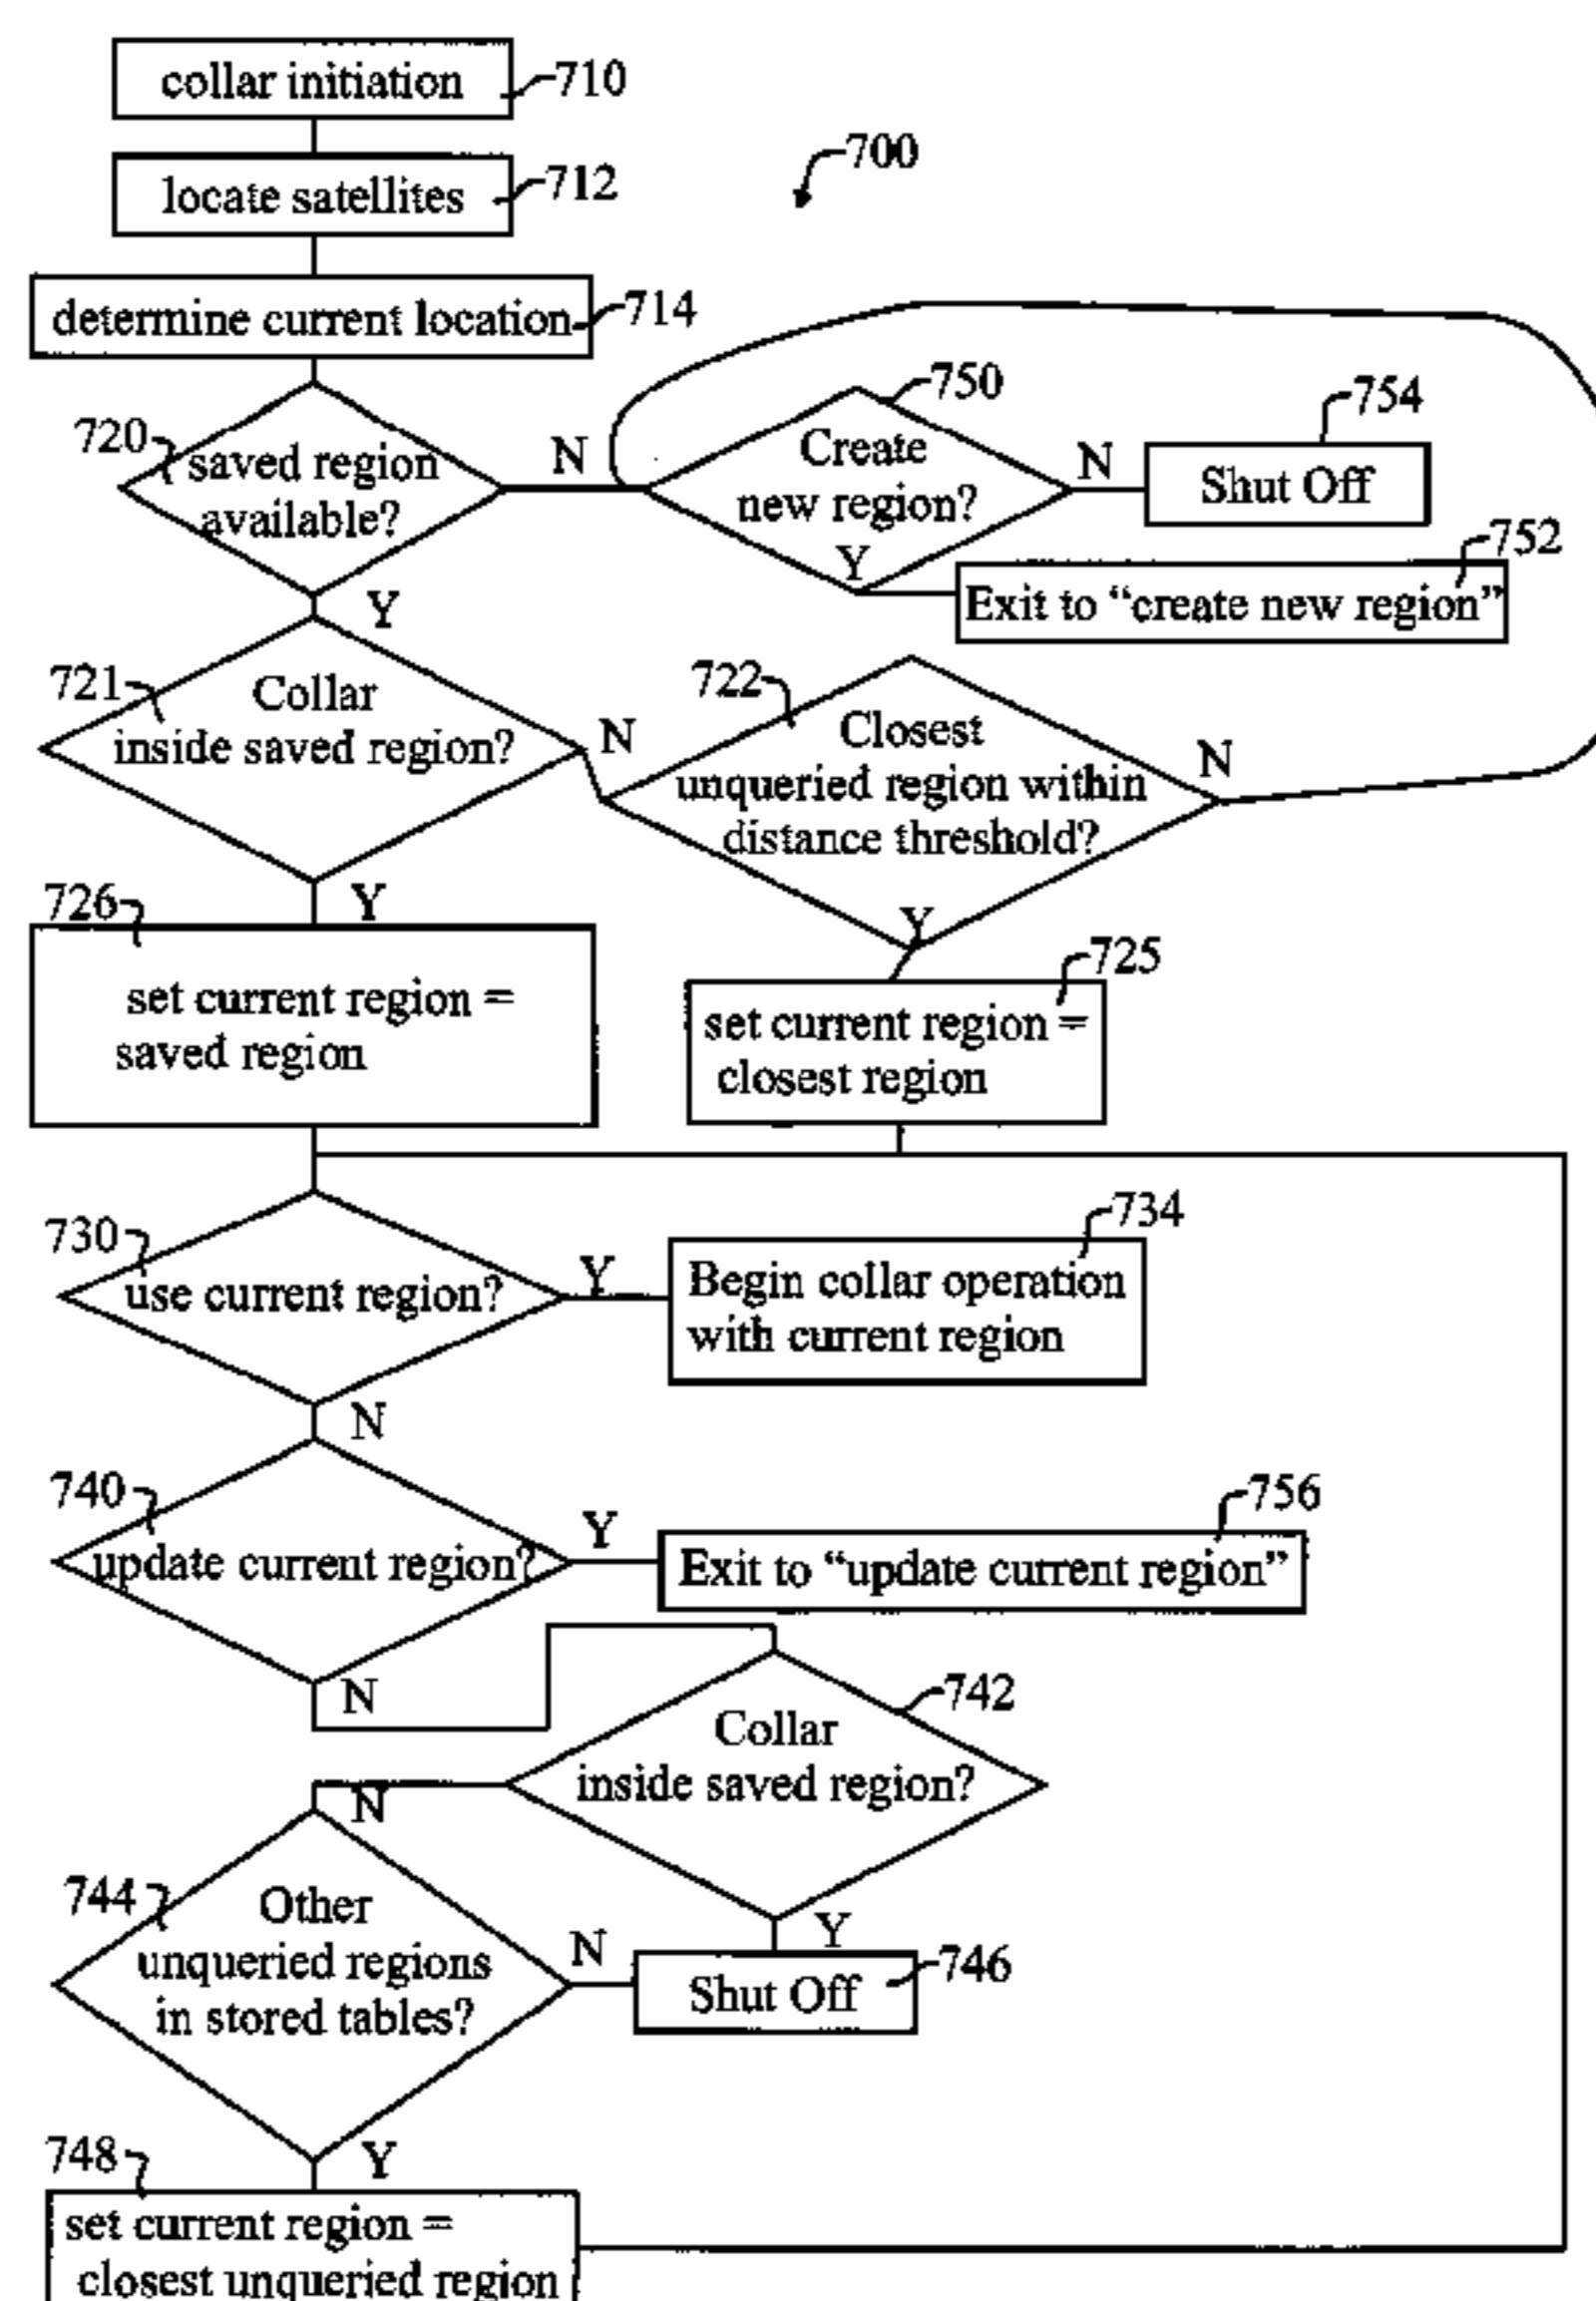 collar initiation
710
locate satellites
712
700
determine current location
714
720
saved region
available?
N
Y
750
Create
new region?
N
Y
754
Shut Off
752
Exit to “create new region”
721
Collar
inside saved region?
N
Y
722
Closest
unqueried region within
distance threshold?
N
Y
726
set current region =
saved region
725
set current region =
closest region
730
use current region?
Y
N
734
Begin collar operation
with current region
740
update current region?
Y
N
756
Exit to “update current region”
742
Collar
inside saved region?
N
Y
744
Other
unqueried regions
in stored tables?
N
Y
746
Shut Off
748
set current region =
closest unqueried region